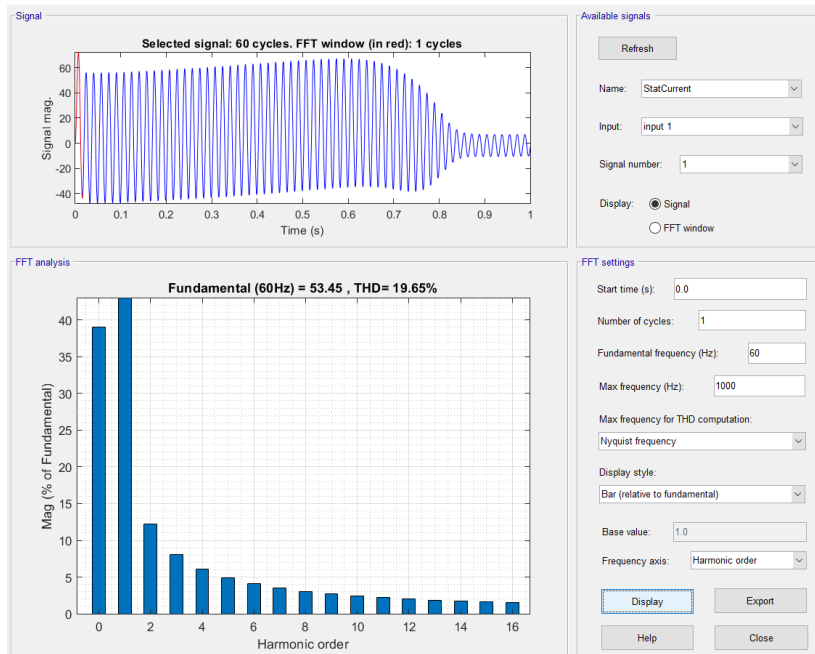 Signal
Selected signal: 60 cycles. FFT window (in red): 1 cycles
60
40
20
0
-20
-40
Signal mag.
0 0.1 0.2 0.3 0.4 0.5 0.6 0.7 0.8 0.9 1
Time (s)
Available signals
Refresh
Name: StatCurrent
Input: input 1
Signal number: 1
Display: Signal
FFT window
FFT analysis
Fundamental (60Hz) = 53.45 , THD= 19.65%
40
35
30
25
20
15
10
5
0
Mag (% of Fundamental)
0 2 4 6 8 10 12 14 16
Harmonic order
FFT settings
Start time (s): 0.0
Number of cycles: 1
Fundamental frequency (Hz): 60
Max frequency (Hz): 1000
Max frequency for THD computation:
Nyquist frequency
Display style:
Bar (relative to fundamental)
Base value: 1.0
Frequency axis: Harmonic order
Display Export
Help Close